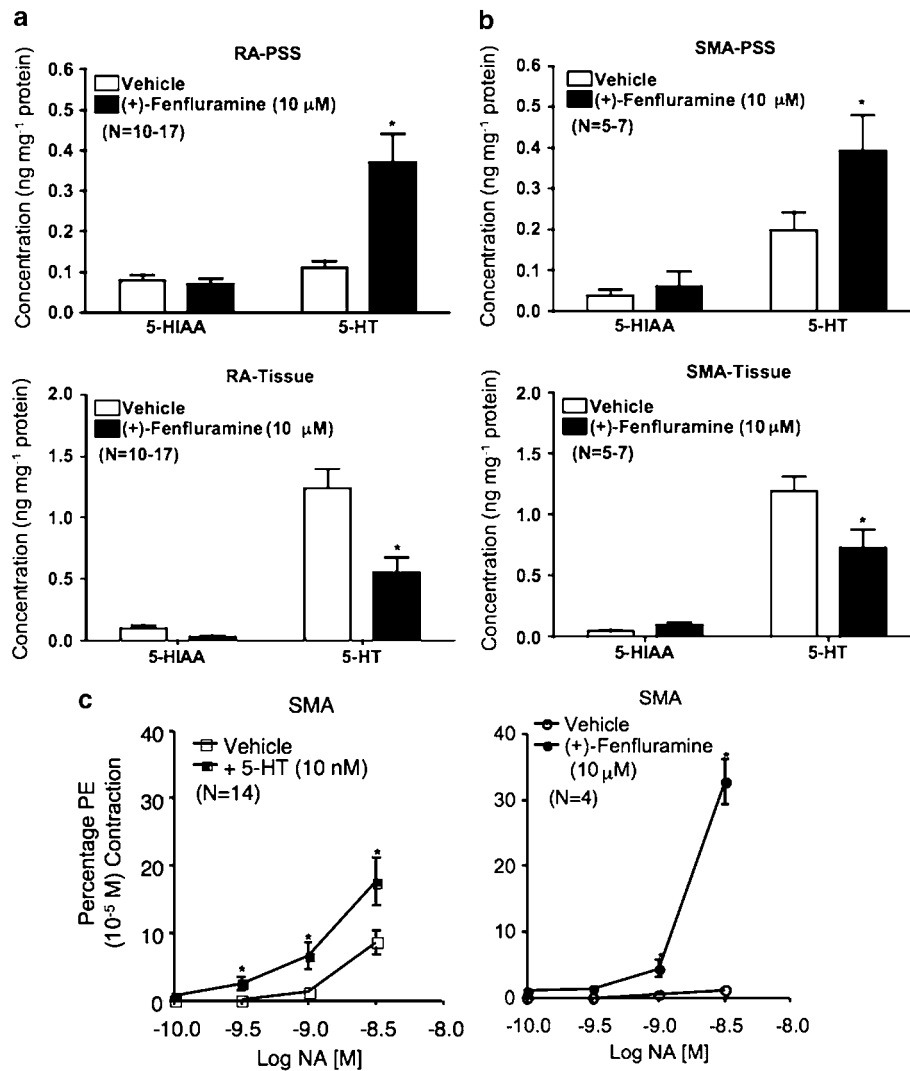 a
RA-PSS
Concentration (ng mg-1 protein)
0.6
0.5
0.4
0.3
0.2
0.1
0.0
Vehicle
(+)-Fenfluramine (10 μM)
(N=10-17)
*
5-HIAA
5-HT
b
SMA-PSS
Concentration (ng mg-1 protein)
0.6
0.5
0.4
0.3
0.2
0.1
0.0
Vehicle
(+)-Fenfluramine (10 μM)
(N=5-7)
*
5-HIAA
5-HT
RA-Tissue
Concentration (ng mg-1 protein)
2.0
1.5
1.0
0.5
0.0
Vehicle
(+)-Fenfluramine (10 μM)
(N=10-17)
*
5-HIAA
5-HT
SMA-Tissue
Concentration (ng mg-1 protein)
2.0
1.5
1.0
0.5
0.0
Vehicle
(+)-Fenfluramine (10 μM)
(N=5-7)
*
5-HIAA
5-HT
c
SMA
Percentage PE
(10-5 M) Contraction
40
30
20
10
0
Vehicle
+ 5-HT (10 nM)
(N=14)
*
*
*
-10.0 -9.5 -9.0 -8.5 -8.0
Log NA [M]
SMA
40
30
20
10
0
Vehicle
(+)-Fenfluramine
(10 μM)
(N=4)
*
*
-10.0 -9.5 -9.0 -8.5 -8.0
Log NA [M]